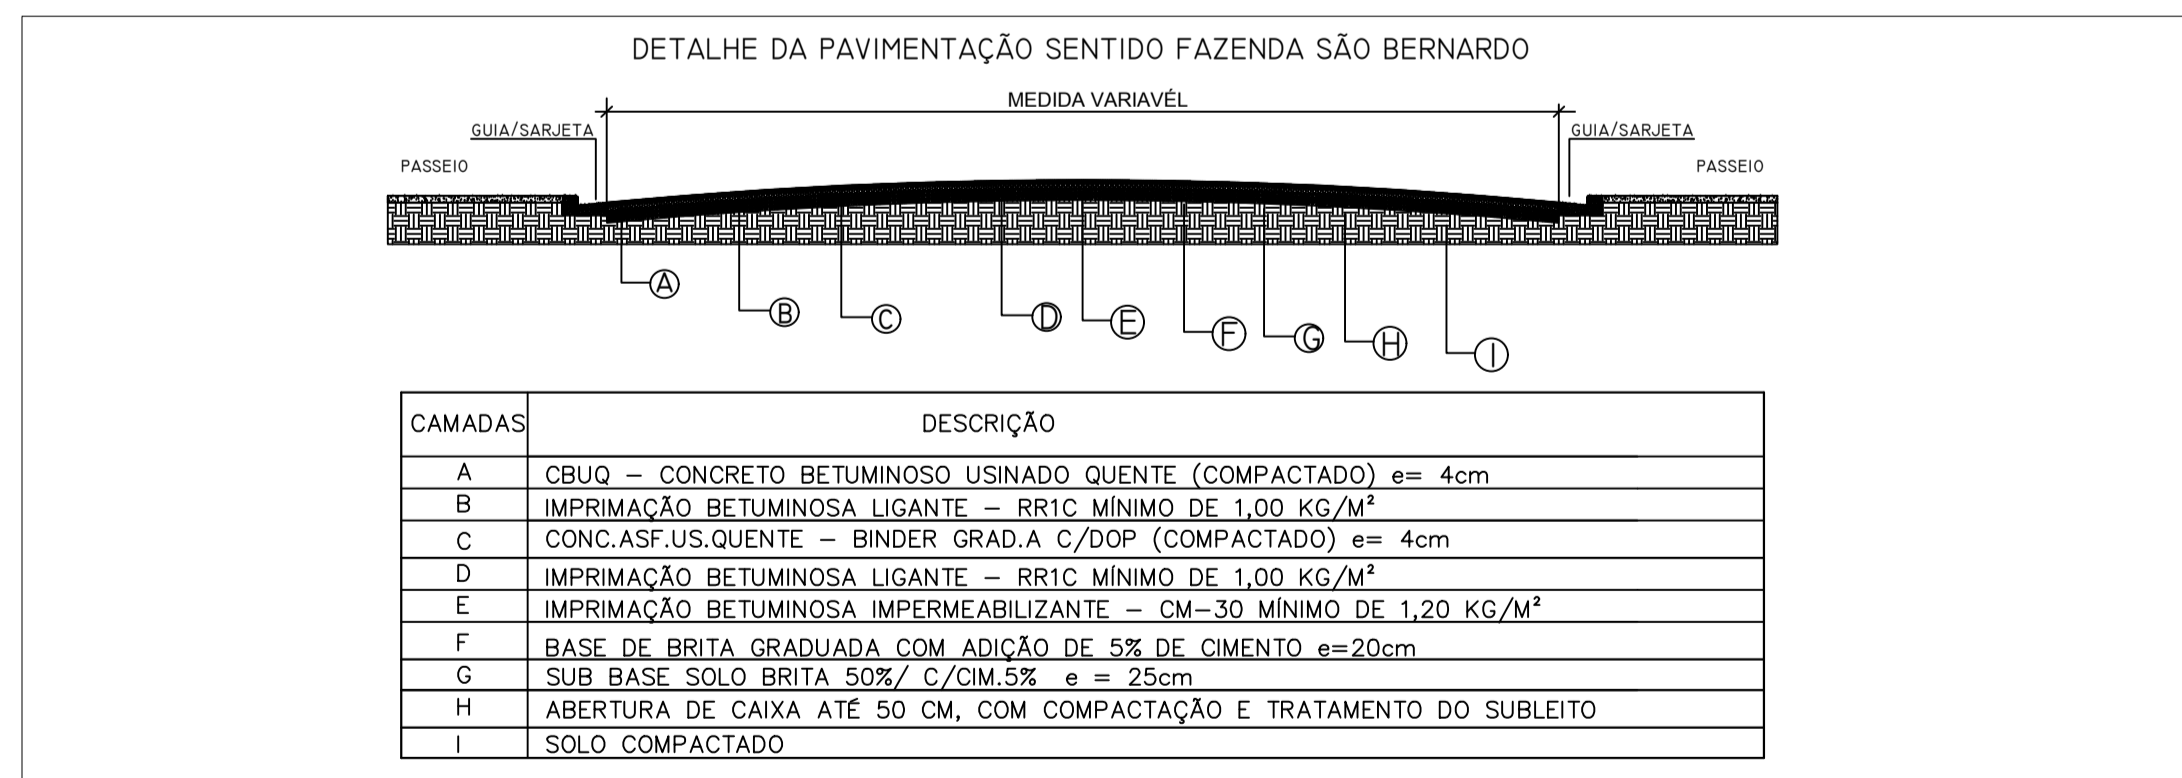 DETALHE DA PAVIMENTAÇÃO SENTIDO FAZENDA SÃO BERNARDO
MEDIDA VARIAVÉL
GUIA/SARJETA
GUIA/SARJETA
PASSEIO
PASSEIO
A
B
C
D
E
F
G
H
I
CAMADAS DESCRIÇÃO
A CBUQ – CONCRETO BETUMINOSO USINADO QUENTE (COMPACTADO) e= 4cm
B IMPRIMAÇÃO BETUMINOSA LIGANTE – RR1C MÍNIMO DE 1,00 KG/M²
C CONC.ASF.US.QUENTE – BINDER GRAD.A C/DOP (COMPACTADO) e= 4cm
D IMPRIMAÇÃO BETUMINOSA LIGANTE – RR1C MÍNIMO DE 1,00 KG/M²
E IMPRIMAÇÃO BETUMINOSA IMPERMEABILIZANTE – CM–30 MÍNIMO DE 1,20 KG/M²
F BASE DE BRITA GRADUADA COM ADIÇÃO DE 5% DE CIMENTO e=20cm
G SUB BASE SOLO BRITA 50%/ C/CIM.5% e = 25cm
H ABERTURA DE CAIXA ATÉ 50 CM, COM COMPACTAÇÃO E TRATAMENTO DO SUBLEITO
I SOLO COMPACTADO